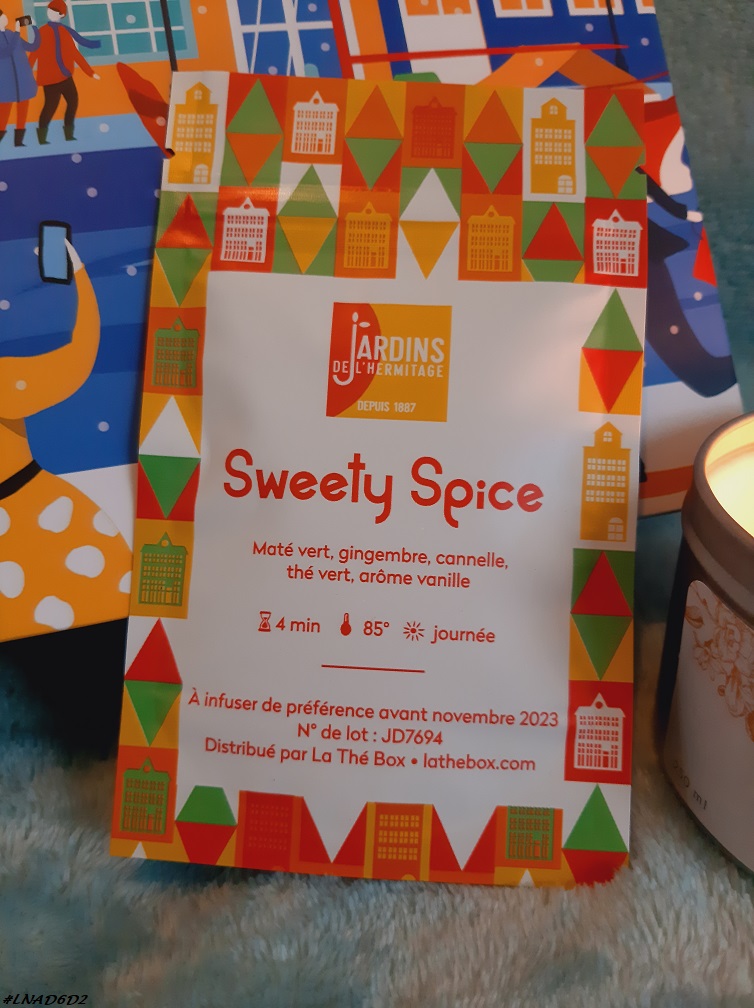 JARDINS
DE L'HERMITAGE
DEPUIS 1887
Sweety Spice
Maté vert, gingembre, cannelle,
thé vert, arôme vanille
4 min 85° journée
À infuser de préférence avant novembre 2023
N° de lot : JD7694
Distribué par La Thé Box • lathebox.com
ml
#LNAD6D2